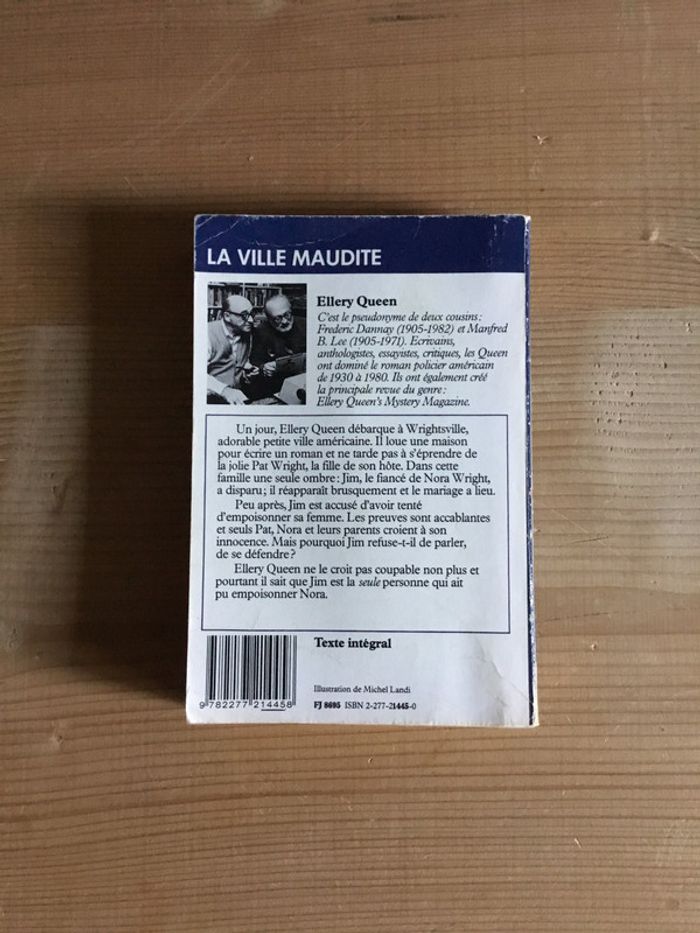 LA VILLE MAUDITE
Ellery Queen
C'est le pseudonyme de deux cousins:
Frederic Dannay (1905-1982) et Manfred
B. Lee (1905-1971). Ecrivains,
anthologistes, essayistes, critiques, les Queen
ont dominé le roman policier américain
de 1930 à 1980. Ils ont également créé
la principale revue du genre:
Ellery Queen's Mystery Magazine.
Un jour, Ellery Queen débarque à Wrightsville,
adorable petite ville américaine. Il loue une maison
pour écrire un roman et ne tarde pas à s'éprendre de
la jolie Pat Wright, la fille de son hôte. Dans cette
famille une seule ombre: Jim, le fiancé de Nora Wright,
a disparu; il réapparaît brusquement et le mariage a lieu.
Peu après, Jim est accusé d'avoir tenté
d'empoisonner sa femme. Les preuves sont accablantes
et seuls Pat, Nora et leurs parents croient à son
innocence. Mais pourquoi Jim refuse-t-il de parler,
de se défendre?
Ellery Queen ne le croit pas coupable non plus et
pourtant il sait que Jim est la seule personne qui ait
pu empoisonner Nora.
Texte intégral
Illustration de Michel Landi
9 782277 214458
FJ 8695 ISBN 2-277-21445-0